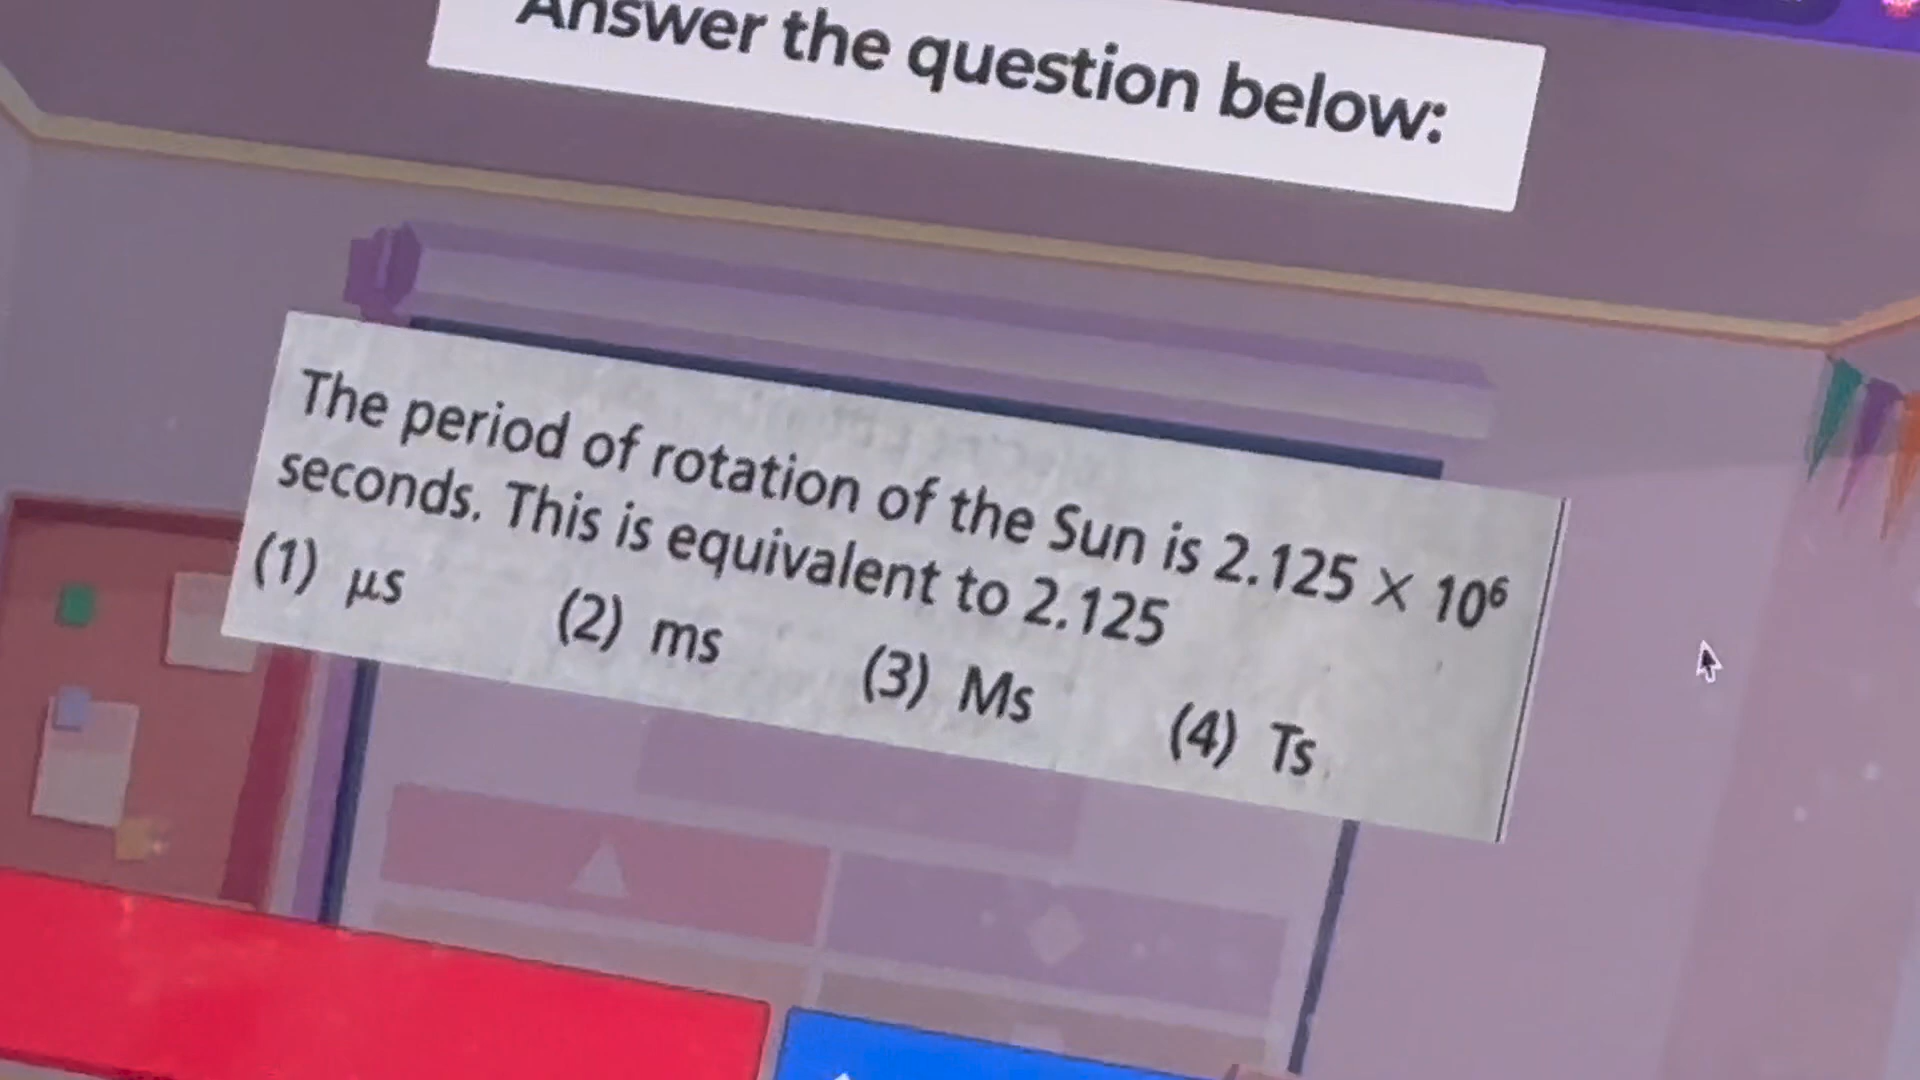 Answer the question below:
The period of rotation of the Sun is 2.125 × 10⁶
seconds. This is equivalent to 2.125
(1) μs (2) ms (3) Ms (4) Ts